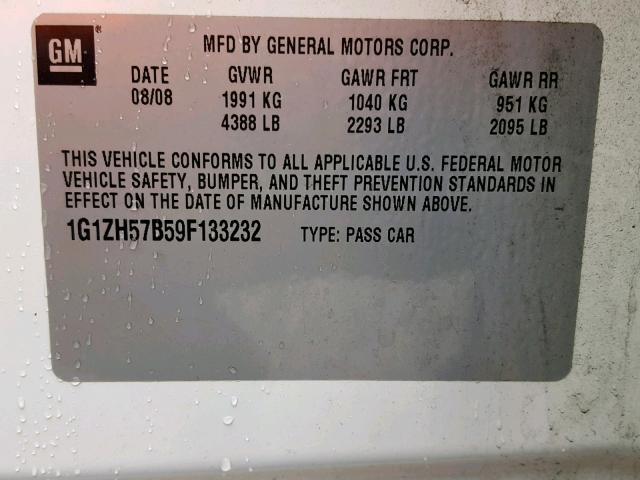 GM ®
MFD BY GENERAL MOTORS CORP.
DATE GVWR GAWR FRT GAWR RR
08/08 1991 KG 1040 KG 951 KG
4388 LB 2293 LB 2095 LB
THIS VEHICLE CONFORMS TO ALL APPLICABLE U.S. FEDERAL MOTOR
VEHICLE SAFETY, BUMPER, AND THEFT PREVENTION STANDARDS IN
EFFECT ON THE DATE OF MANUFACTURE SHOWN ABOVE.
1G1ZH57B59F133232 TYPE: PASS CAR